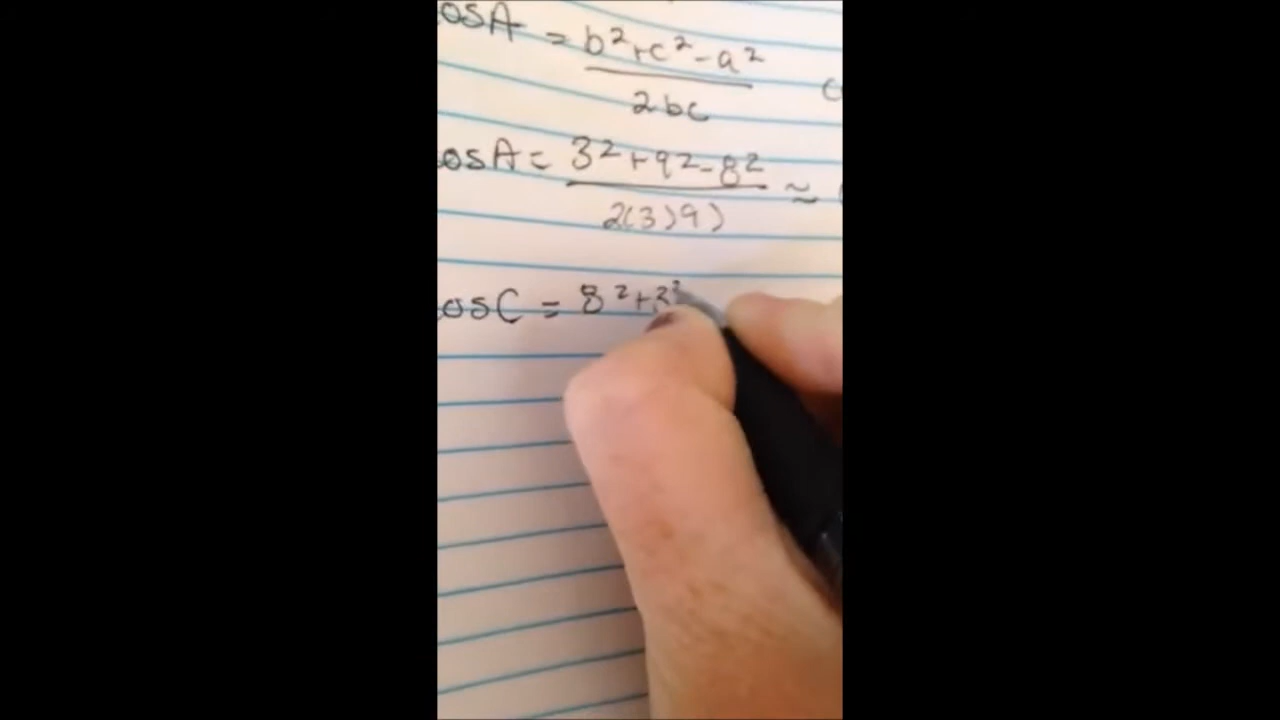 osA = b²+c²-a²
2bc
osA = 3²+9²-8²
≈
2(3)9)
osC = 8²+3²